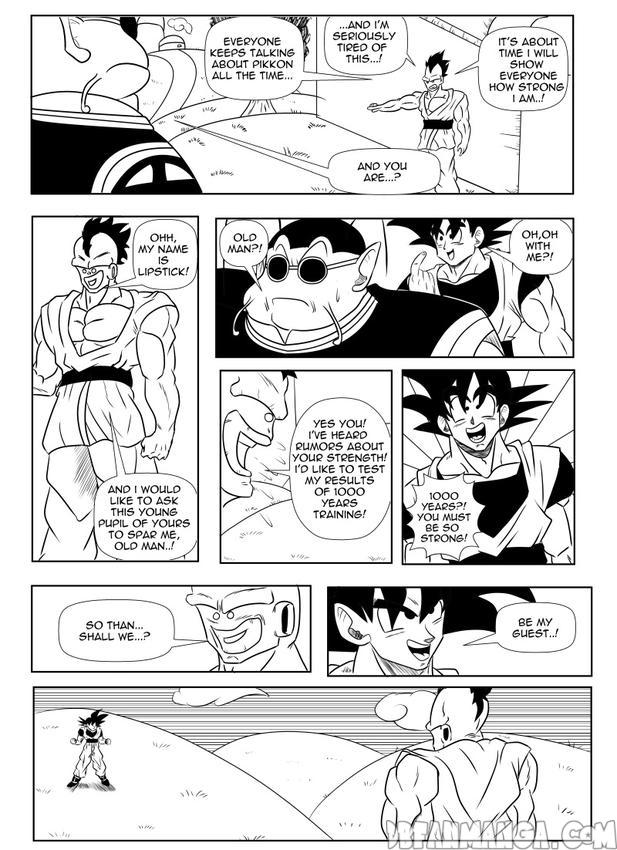 EVERYONE
KEEPS TALKING
ABOUT PIKKON
ALL THE TIME...
...AND I'M
SERIOUSLY
TIRED OF
THIS...!
IT'S ABOUT
TIME I WILL
SHOW
EVERYONE
HOW STRONG
I AM..!
AND YOU
ARE...?
OHH,
MY NAME
IS
LIPSTICK!
AND I WOULD
LIKE TO ASK
THIS YOUNG
PUPIL OF YOURS
TO SPAR ME,
OLD MAN..!
OLD
MAN?!
OH,OH
WITH
ME?!
YES YOU!
I'VE HEARD
RUMORS ABOUT
YOUR STRENGTH!
I'D LIKE TO TEST
MY RESULTS
OF 1000
YEARS
TRAINING!
1000
YEARS?!
YOU MUST
BE SO
STRONG!
SO THAN...
SHALL WE...?
BE MY
GUEST..!
DBFANMANGA.COM